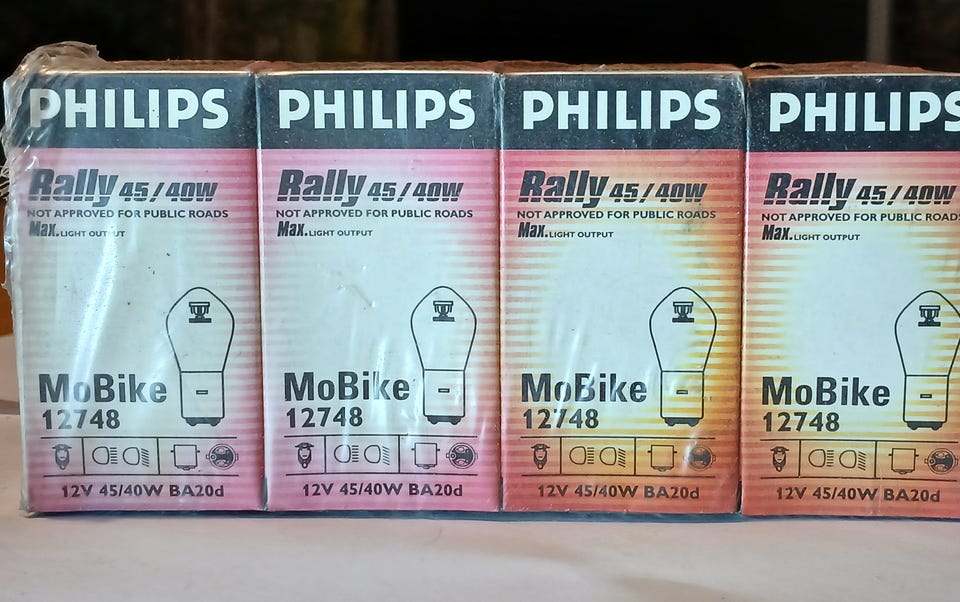 PHILIPS
Rally 45/40W
NOT APPROVED FOR PUBLIC ROADS
Max. LIGHT OUTPUT
MoBike
12748
12V 45/40W BA20d
PHILIPS
Rally 45/40W
NOT APPROVED FOR PUBLIC ROADS
Max. LIGHT OUTPUT
MoBike
12748
12V 45/40W BA20d
PHILIPS
Rally 45/40W
NOT APPROVED FOR PUBLIC ROADS
Max. LIGHT OUTPUT
MoBike
12748
12V 45/40W BA20d
PHILIPS
Rally 45/40W
NOT APPROVED FOR PUBLIC ROADS
Max. LIGHT OUTPUT
MoBike
12748
12V 45/40W BA20d